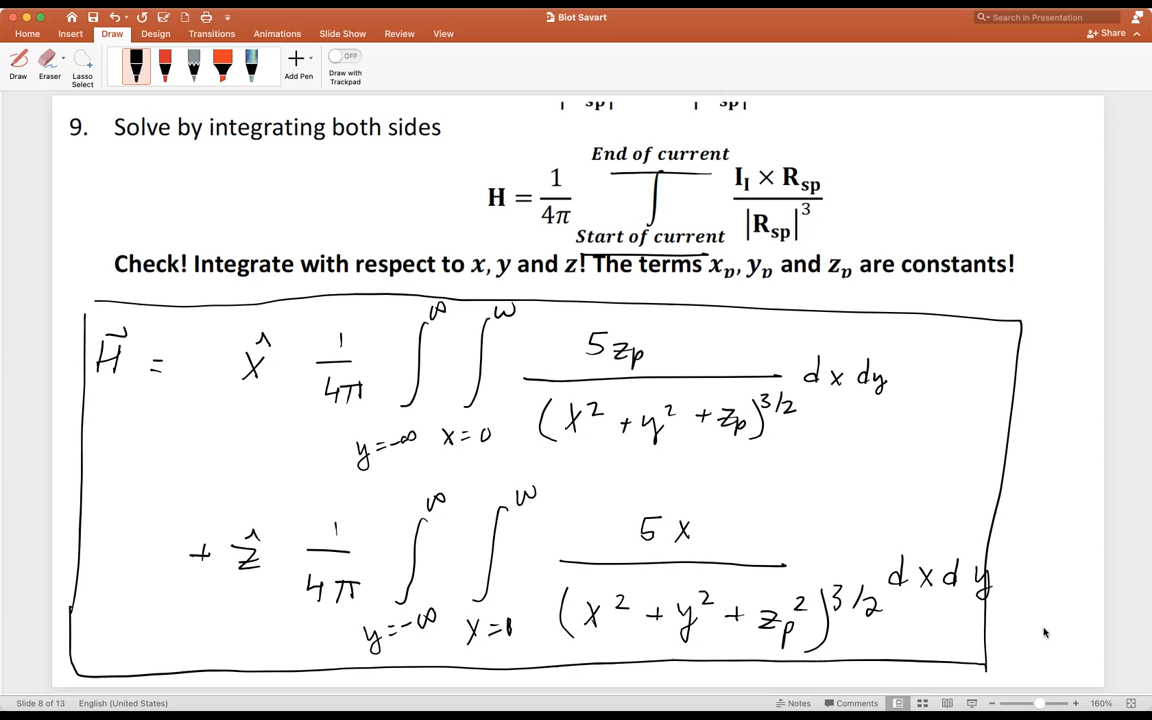 Biot Savart
Search in Presentation
Home Insert Draw Design Transitions Animations Slide Show Review View Share
OFF
Draw Eraser Lasso Select Add Pen Draw with Trackpad
|sp| |sp|
9. Solve by integrating both sides
End of current
H = 1/4π ∫ I_I × R_sp / |R_sp|^3
Start of current
Check! Integrate with respect to x, y and z! The terms x_p, y_p and z_p are constants!
H⃗ = x̂ 1/4π ∫_{y=-∞}^{∞} ∫_{x=0}^{w} 5z_p / (x^2 + y^2 + z_p)^{3/2} dx dy
+ ẑ 1/4π ∫_{y=-∞}^{∞} ∫_{x=0}^{w} 5x / (x^2 + y^2 + z_p^2)^{3/2} dx dy
Slide 8 of 13 English (United States) Notes Comments 160%